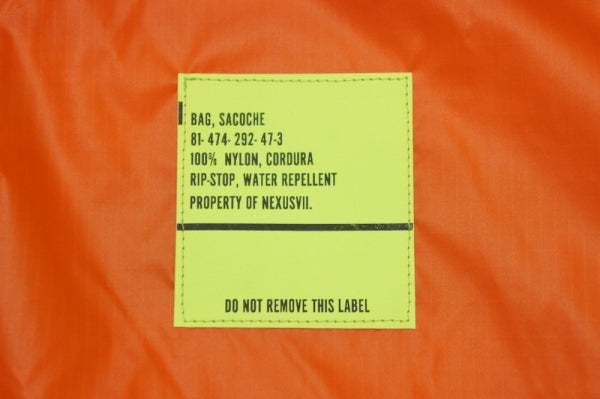 BAG, SACOCHE
81- 474- 292- 47-3
100% NYLON, CORDURA
RIP-STOP, WATER REPELLENT
PROPERTY OF NEXUSVII.
DO NOT REMOVE THIS LABEL